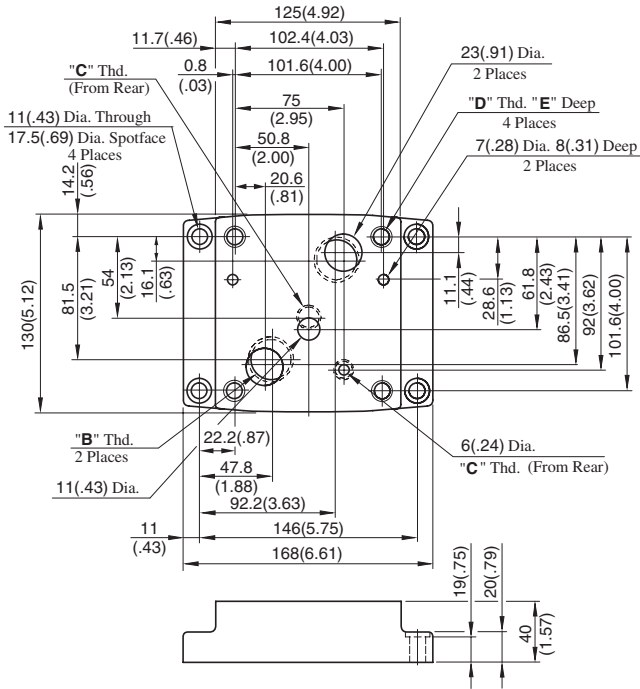 125(4.92)
11.7(.46)
102.4(4.03)
23(.91) Dia.
2 Places
"C" Thd.
(From Rear)
0.8
(.03)
101.6(4.00)
75
(2.95)
"D" Thd. "E" Deep
4 Places
11(.43) Dia. Through
17.5(.69) Dia. Spotface
4 Places
50.8
(2.00)
7(.28) Dia. 8(.31) Deep
2 Places
14.2
(.56)
20.6
(.81)
130(5.12)
81.5
(3.21)
54
(2.13)
16.1
(.63)
11.1
(.44)
28.6
(1.13)
61.8
(2.43)
86.5(3.41)
92(3.62)
101.6(4.00)
"B" Thd.
2 Places
22.2(.87)
6(.24) Dia.
"C" Thd. (From Rear)
11(.43) Dia.
47.8
(1.88)
92.2(3.63)
11
(.43)
146(5.75)
168(6.61)
19(.75)
20(.79)
40
(1.57)